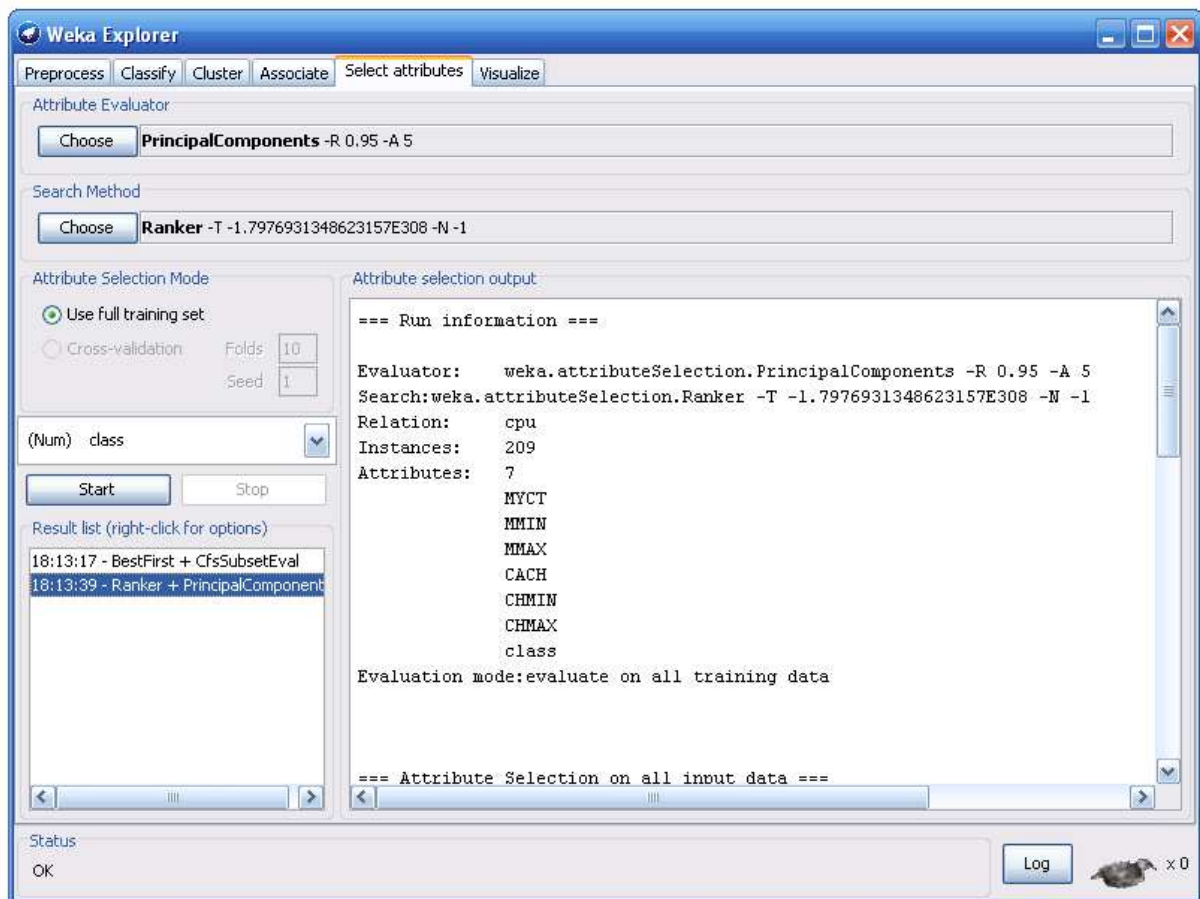 Weka Explorer
Preprocess Classify Cluster Associate Select attributes Visualize
Attribute Evaluator
Choose PrincipalComponents -R 0.95 -A 5
Search Method
Choose Ranker -T -1.7976931348623157E308 -N -1
Attribute Selection Mode
Use full training set
Cross-validation Folds 10
Seed 1
(Num) class
Start Stop
Result list (right-click for options)
18:13:17 - BestFirst + CfsSubsetEval
18:13:39 - Ranker + PrincipalComponent
Attribute selection output
=== Run information ===
Evaluator: weka.attributeSelection.PrincipalComponents -R 0.95 -A 5
Search:weka.attributeSelection.Ranker -T -1.7976931348623157E308 -N -1
Relation: cpu
Instances: 209
Attributes: 7
MYCT
MMIN
MMAX
CACH
CHMIN
CHMAX
class
Evaluation mode:evaluate on all training data
=== Attribute Selection on all input data ===
Status
OK
Log x 0